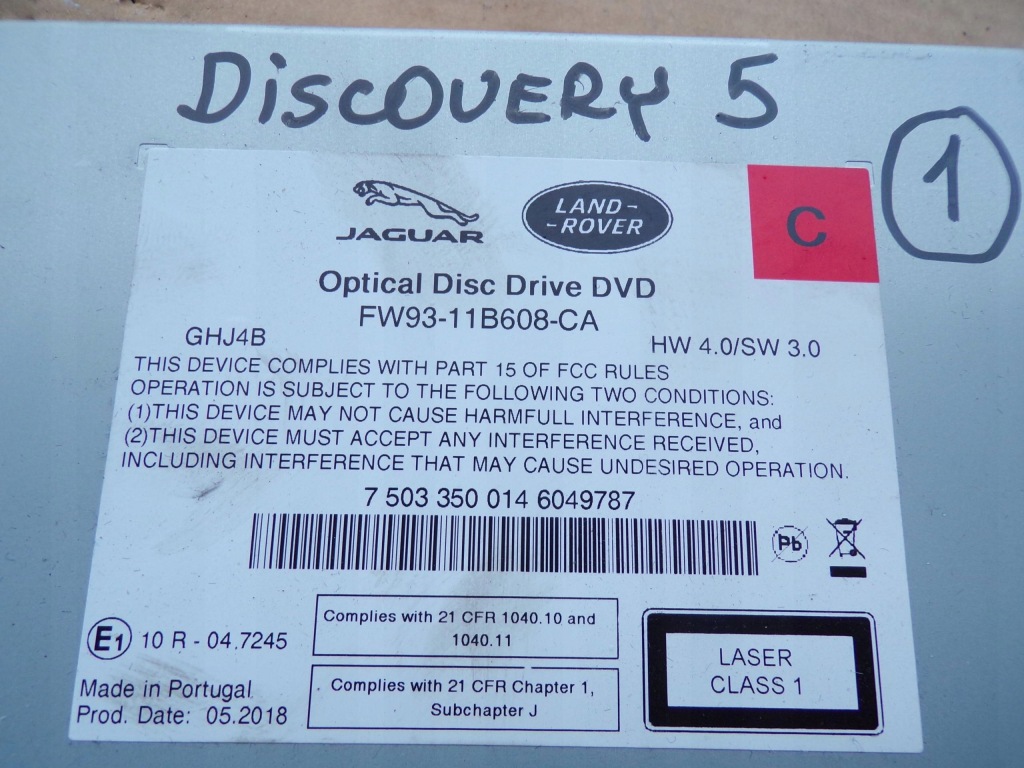 DiSCOVERY 5
1
JAGUAR
LAND-
-ROVER
C
Optical Disc Drive DVD
FW93-11B608-CA
GHJ4B
HW 4.0/SW 3.0
THIS DEVICE COMPLIES WITH PART 15 OF FCC RULES
OPERATION IS SUBJECT TO THE FOLLOWING TWO CONDITIONS:
(1)THIS DEVICE MAY NOT CAUSE HARMFULL INTERFERENCE, and
(2)THIS DEVICE MUST ACCEPT ANY INTERFERENCE RECEIVED,
INCLUDING INTERFERENCE THAT MAY CAUSE UNDESIRED OPERATION.
7 503 350 014 6049787
Pb
E1 10 R - 04.7245
Made in Portugal
Prod. Date: 05.2018
Complies with 21 CFR 1040.10 and
1040.11
Complies with 21 CFR Chapter 1,
Subchapter J
LASER
CLASS 1